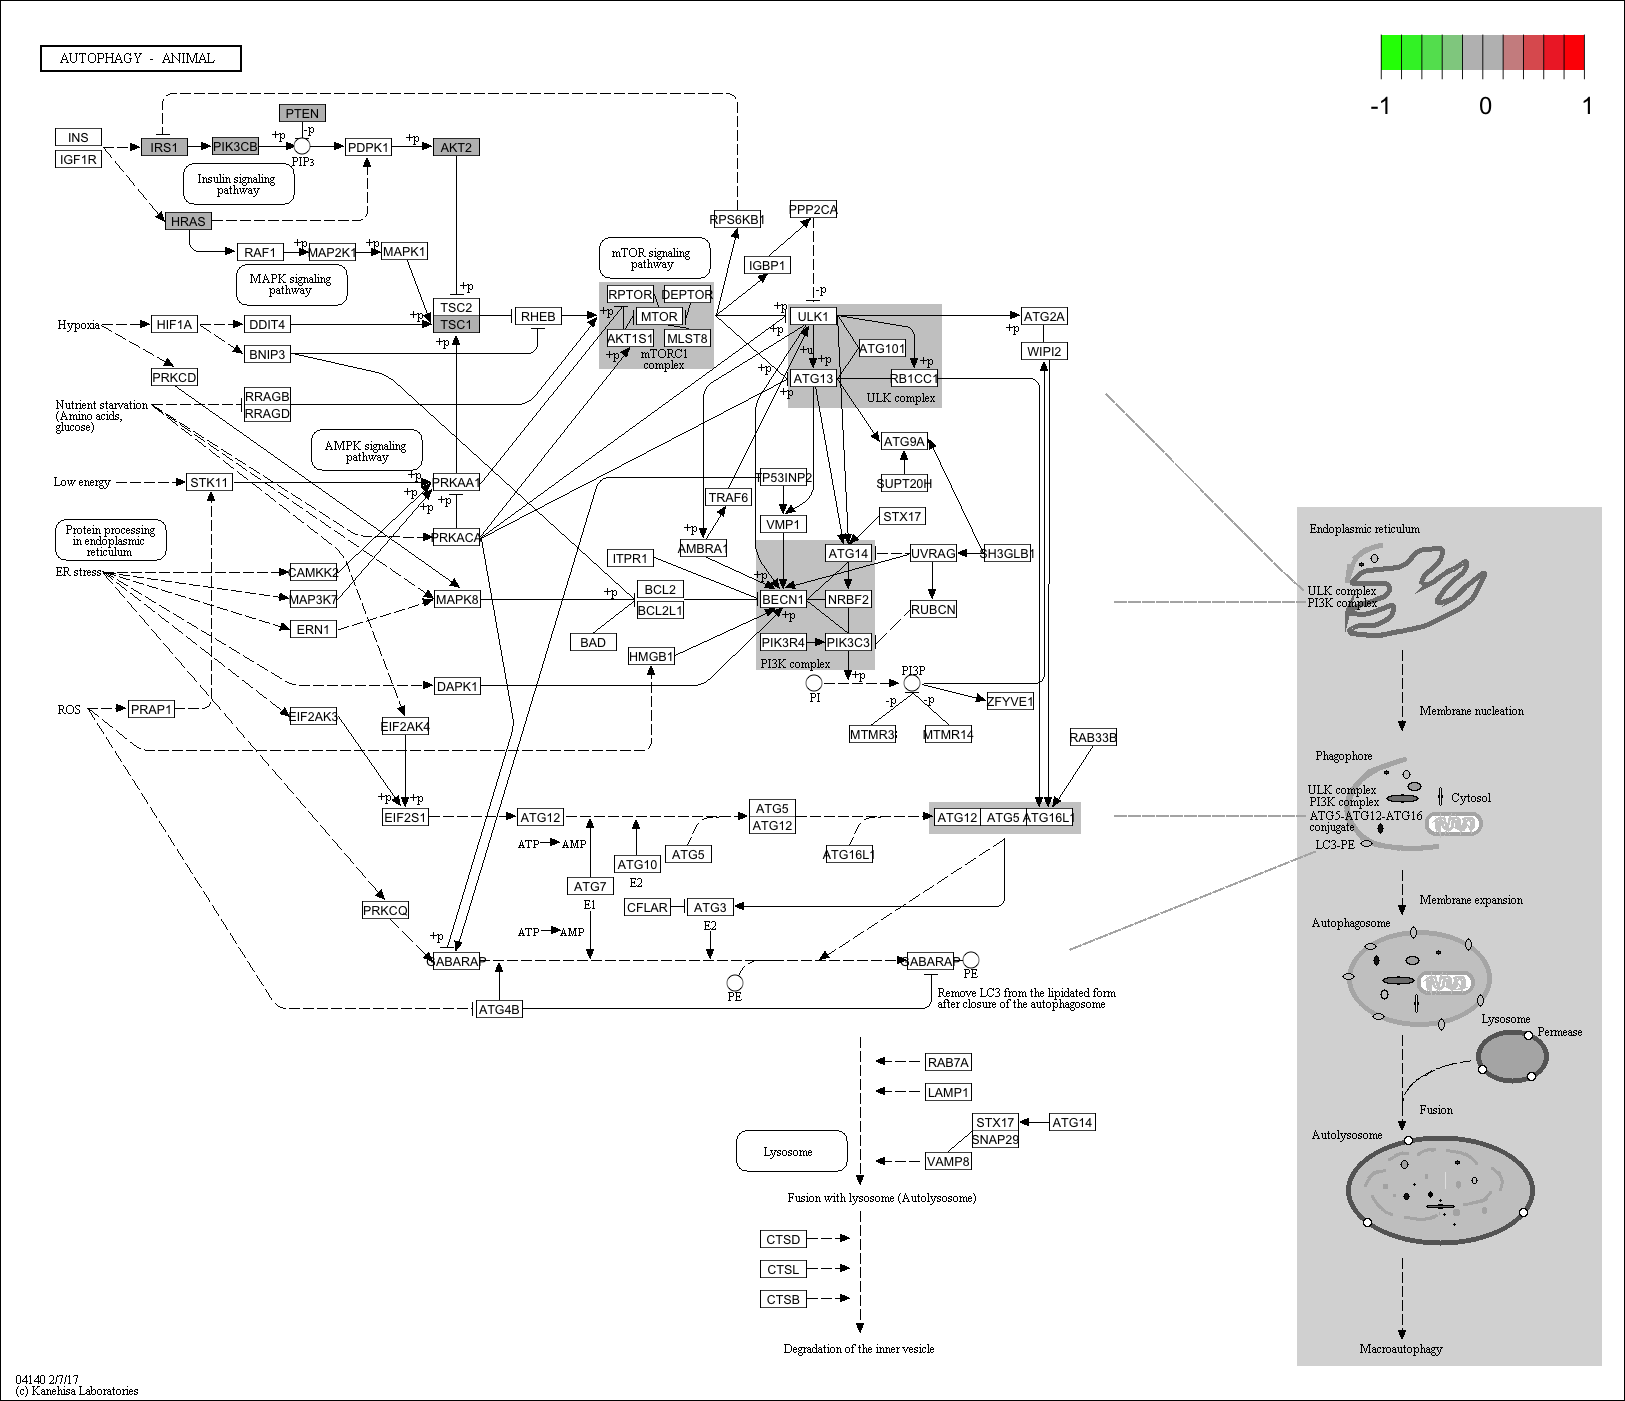 AUTOPHAGY - ANIMAL
-1
0
1
PTEN
+p
-p
+p
INS
IGF1R
IRS1
PIK3CB
PIP3
PDPK1
AKT2
Insulin signaling
pathway
HRAS
RAF1
+p
MAP2K1
+p
MAPK1
MAPK signaling
pathway
mTOR signaling
pathway
RPS6KB1
PPP2CA
IGBP1
-p
+p
TSC2
TSC1
+p
RHEB
RPTOR
DEPTOR
+p
MTOR
AKT1S1
MLST8
+p
mTORC1
complex
+p
+p
ULK1
+u
+p
ATG101
+p
ATG13
RB1CC1
ULK complex
+p
+p
ATG2A
+p
WIPI2
Hypoxia
HIF1A
DDIT4
BNIP3
+p
PRKCD
Nutrient starvation
(Amino acids,
glucose)
RRAGB
RRAGD
AMPK signaling
pathway
ATG9A
Low energy
STK11
+p
+p
+p
PRKAA1
TP53INP2
SUPT20H
TRAF6
Protein processing
in endoplasmic
reticulum
PRKACA
+p
AMBRA1
VMP1
STX17
ER stress
CAMKK2
MAP3K7
ERN1
MAPK8
ITPR1
ATG14
UVRAG
SH3GLB1
+p
BCL2
BCL2L1
+p
BECN1
+p
NRBF2
RUBCN
BAD
HMGB1
PIK3R4
PIK3C3
PI3K complex
+p
DAPK1
PI
PI3P
ZFYVE1
-p
-p
MTMR3
MTMR14
ROS
PRAP1
EIF2AK3
EIF2AK4
RAB33B
+p
+p
EIF2S1
ATG12
ATG5
ATG12
ATG12
ATG5
ATG16L1
ATP
AMP
ATG10
E2
ATG5
ATG16L1
ATG7
E1
PRKCQ
CFLAR
ATG3
E2
ATP
AMP
+p
GABARAP
PE
GABARAP
PE
ATG4B
Remove LC3 from the lipidated form
after closure of the autophagosome
RAB7A
LAMP1
STX17
SNAP29
ATG14
VAMP8
Lysosome
Fusion with lysosome (Autolysosome)
CTSD
CTSL
CTSB
Degradation of the inner vesicle
Endoplasmic reticulum
ULK complex
PI3K complex
Membrane nucleation
Phagophore
ULK complex
PI3K complex
Cytosol
ATG5-ATG12-ATG16
conjugate
LC3-PE
Membrane expansion
Autophagosome
Lysosome
Permease
Fusion
Autolysosome
Macroautophagy
04140 2/7/17
(c) Kanehisa Laboratories